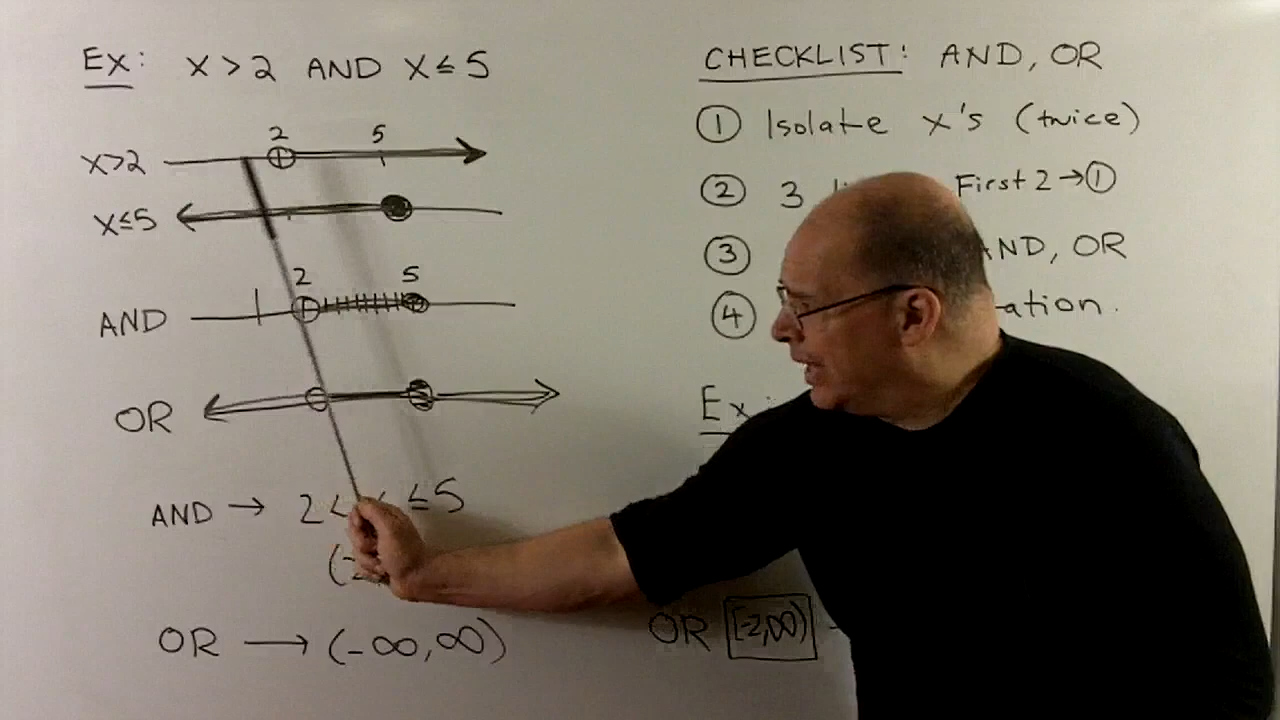 Ex: x > 2 AND x ≤ 5
2 5
x>2
x≤5
2 5
AND
OR
AND → 2 < ≤ 5
(
OR → (-∞, ∞)
CHECKLIST: AND, OR
① Isolate x's (twice)
② 3 First 2 → ①
③ AND, OR
④ ation.
Ex:
OR [-2,∞)